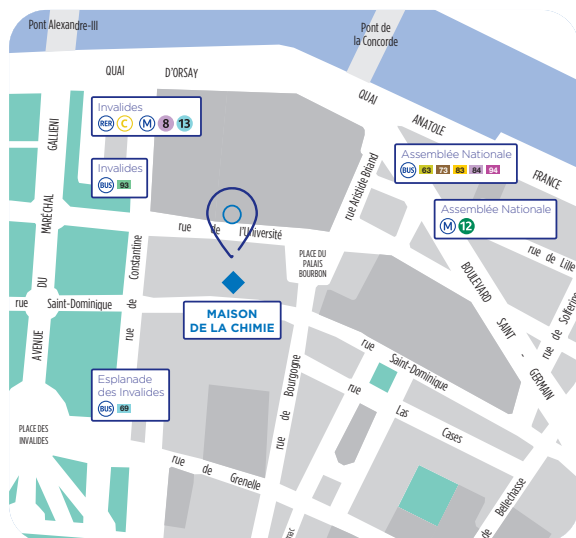 Pont Alexandre-III
Pont de
la Concorde
QUAI D'ORSAY
QUAI ANATOLE FRANCE
Invalides
RER C M 8 13
Invalides
BUS 93
Assemblée Nationale
BUS 63 73 83 84 94
Assemblée Nationale
M 12
AVENUE DU MARÉCHAL GALLIENI
rue de Constantine
rue de l'Université
rue Aristide Briand
PLACE DU
PALAIS
BOURBON
rue de Lille
BOULEVARD SAINT-GERMAIN
rue de Solferino
rue Saint-Dominique
MAISON
DE LA CHIMIE
rue Saint-Dominique
Esplanade
des Invalides
BUS 69
rue de Bourgogne
rue Las Cases
PLACE DES
INVALIDES
rue de Grenelle
de Bellechasse